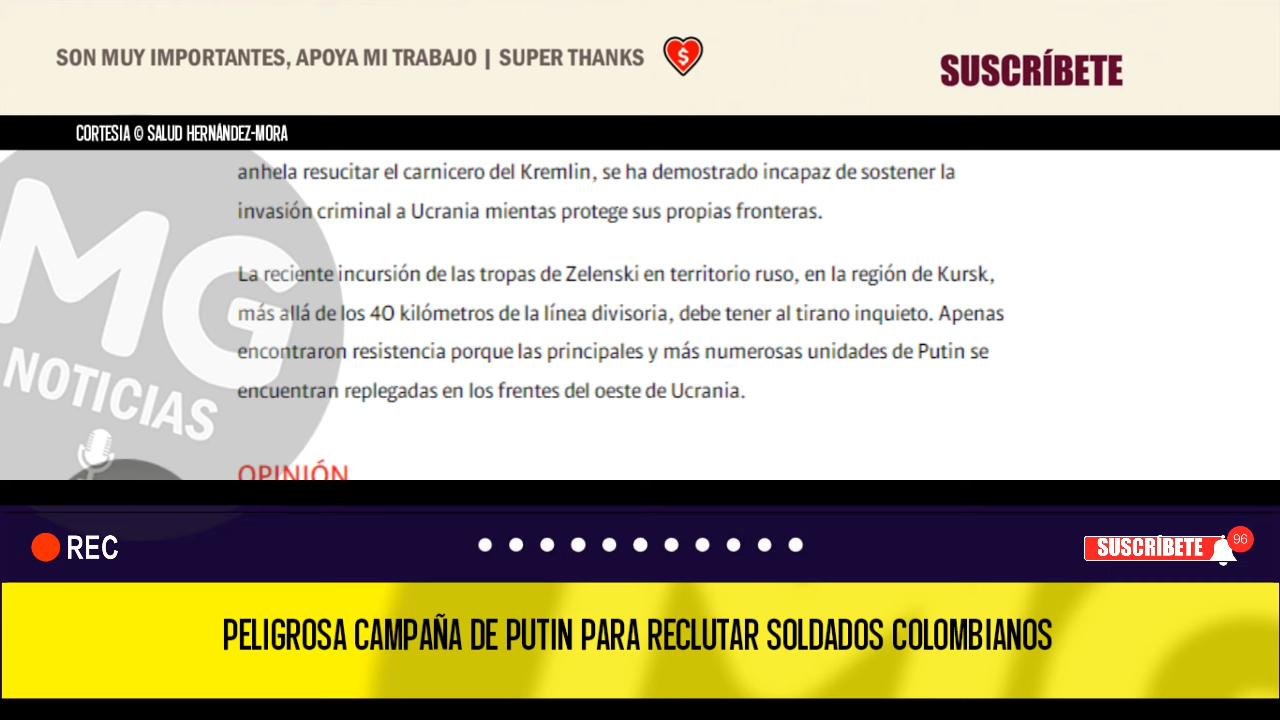 SON MUY IMPORTANTES, APOYA MI TRABAJO | SUPER THANKS
$
SUSCRÍBETE
CORTESIA © SALUD HERNÁNDEZ-MORA
anhela resucitar el carnicero del Kremlin, se ha demostrado incapaz de sostener la
invasión criminal a Ucrania mientas protege sus propias fronteras.
La reciente incursión de las tropas de Zelenski en territorio ruso, en la región de Kursk,
más allá de los 40 kilómetros de la línea divisoria, debe tener al tirano inquieto. Apenas
encontraron resistencia porque las principales y más numerosas unidades de Putin se
encuentran replegadas en los frentes del oeste de Ucrania.
MG
NOTICIAS
OPINIÓN
REC
SUSCRÍBETE
96
PELIGROSA CAMPAÑA DE PUTIN PARA RECLUTAR SOLDADOS COLOMBIANOS